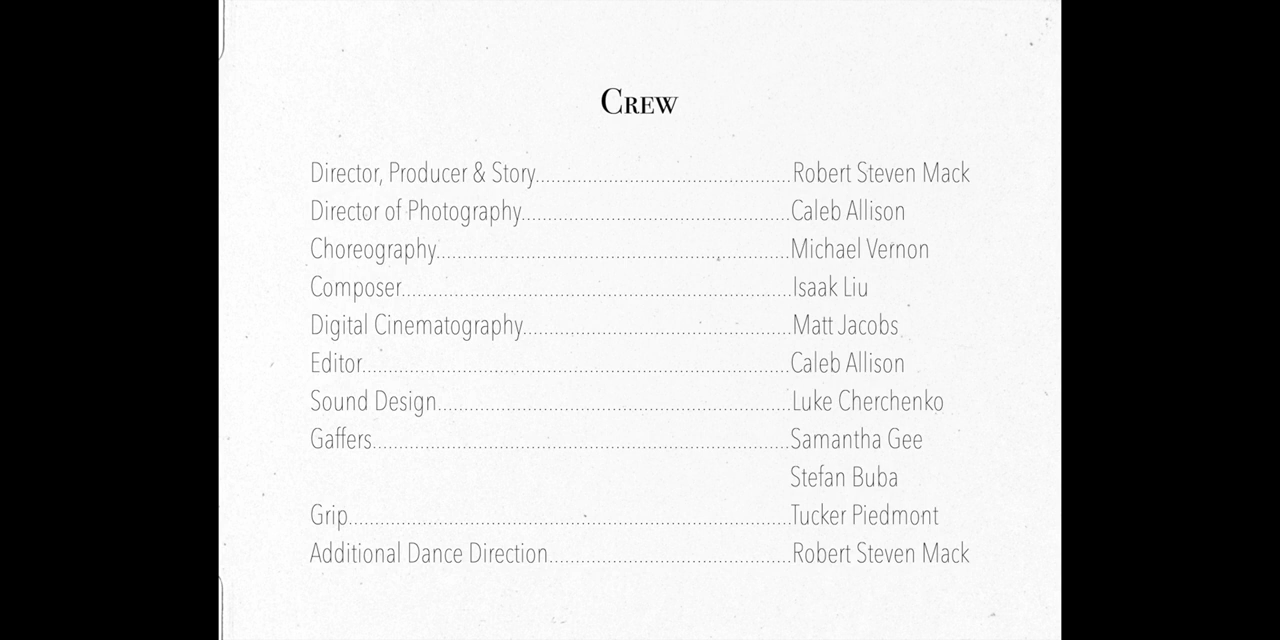 Crew
Director, Producer & Story........................................Robert Steven Mack
Director of Photography..........................................Caleb Allison
Choreography........................................................Michael Vernon
Composer..............................................................Isaak Liu
Digital Cinematography..........................................Matt Jacobs
Editor....................................................................Caleb Allison
Sound Design........................................................Luke Cherchenko
Gaffers..................................................................Samantha Gee
Stefan Buba
Grip......................................................................Tucker Piedmont
Additional Dance Direction......................................Robert Steven Mack